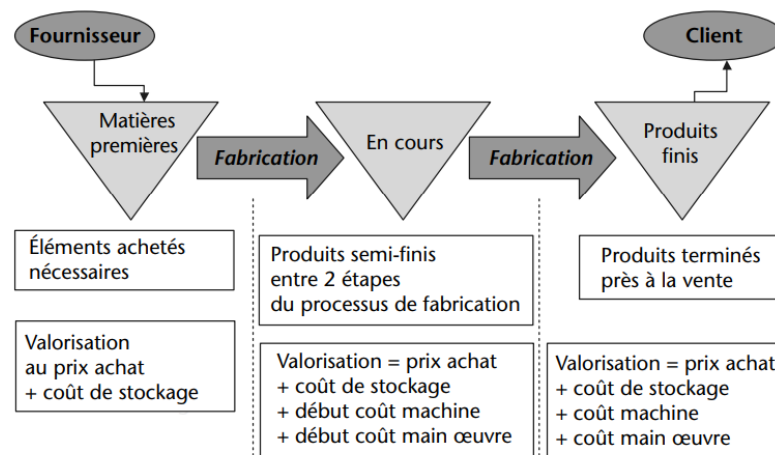 Fournisseur
Client
Matières
premières
Fabrication
En cours
Fabrication
Produits
finis
Éléments achetés
nécessaires
Produits semi-finis
entre 2 étapes
du processus de fabrication
Produits terminés
près à la vente
Valorisation
au prix achat
+ coût de stockage
Valorisation = prix achat
+ coût de stockage
+ début coût machine
+ début coût main œuvre
Valorisation = prix achat
+ coût de stockage
+ coût machine
+ coût main œuvre